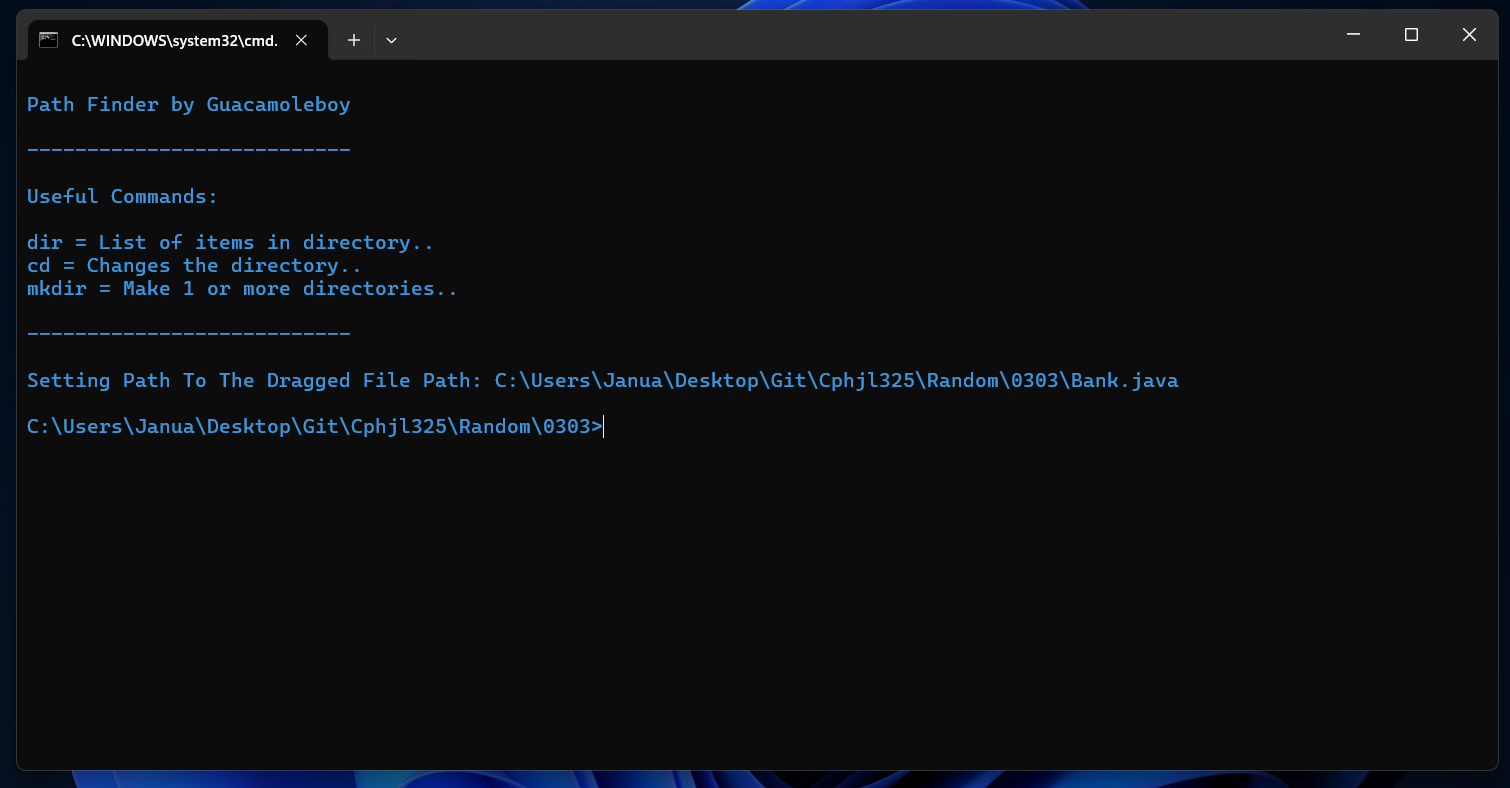 C:\WINDOWS\system32\cmd.
Path Finder by Guacamoleboy
---------------------------
Useful Commands:
dir = List of items in directory..
cd = Changes the directory..
mkdir = Make 1 or more directories..
---------------------------
Setting Path To The Dragged File Path: C:\Users\Janua\Desktop\Git\Cphjl325\Random\0303\Bank.java
C:\Users\Janua\Desktop\Git\Cphjl325\Random\0303>